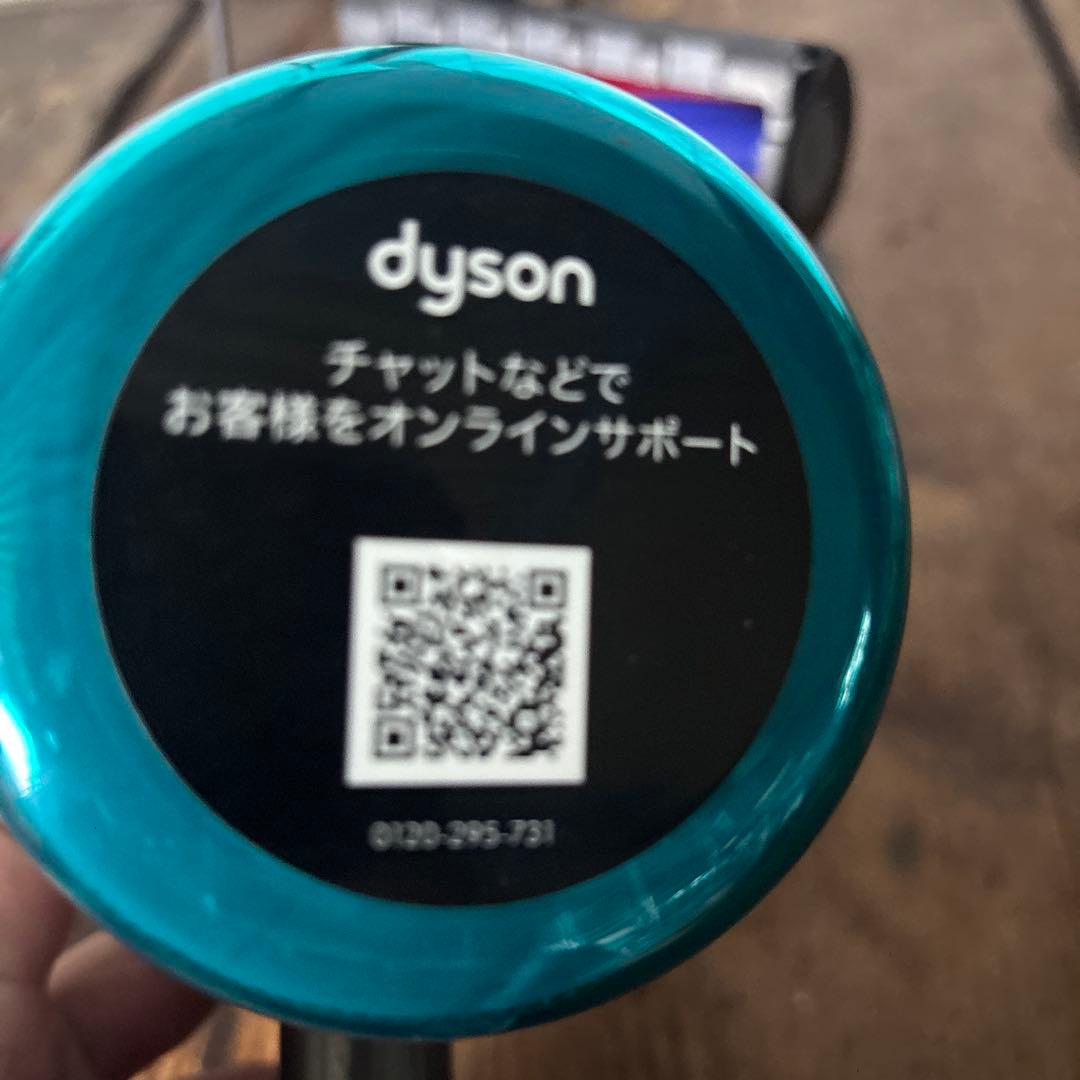 dyson
チャットなどで
お客様をオンラインサポート
0120-295-731